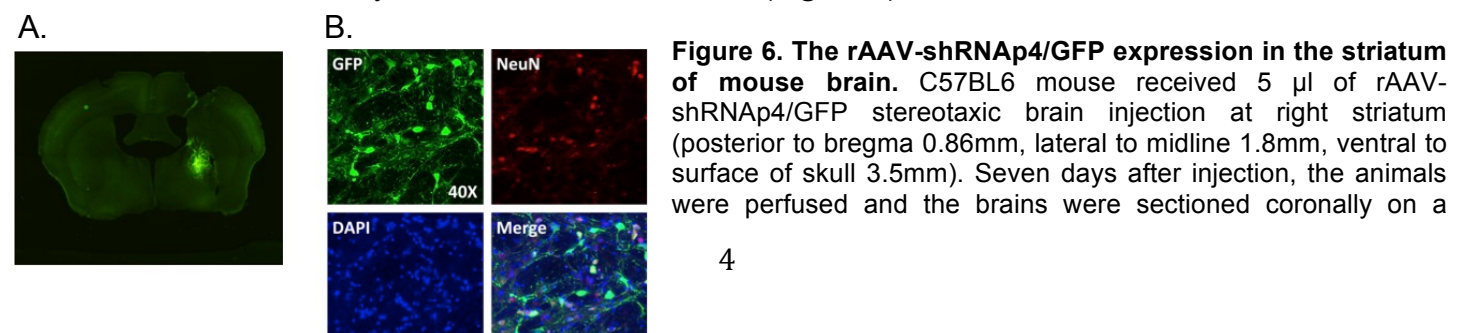 A.
B.
GFP
NeuN
40X
DAPI
Merge
Figure 6. The rAAV-shRNAp4/GFP expression in the striatum
of mouse brain. C57BL6 mouse received 5 µl of rAAV-
shRNAp4/GFP stereotaxic brain injection at right striatum
(posterior to bregma 0.86mm, lateral to midline 1.8mm, ventral to
surface of skull 3.5mm). Seven days after injection, the animals
were perfused and the brains were sectioned coronally on a
4